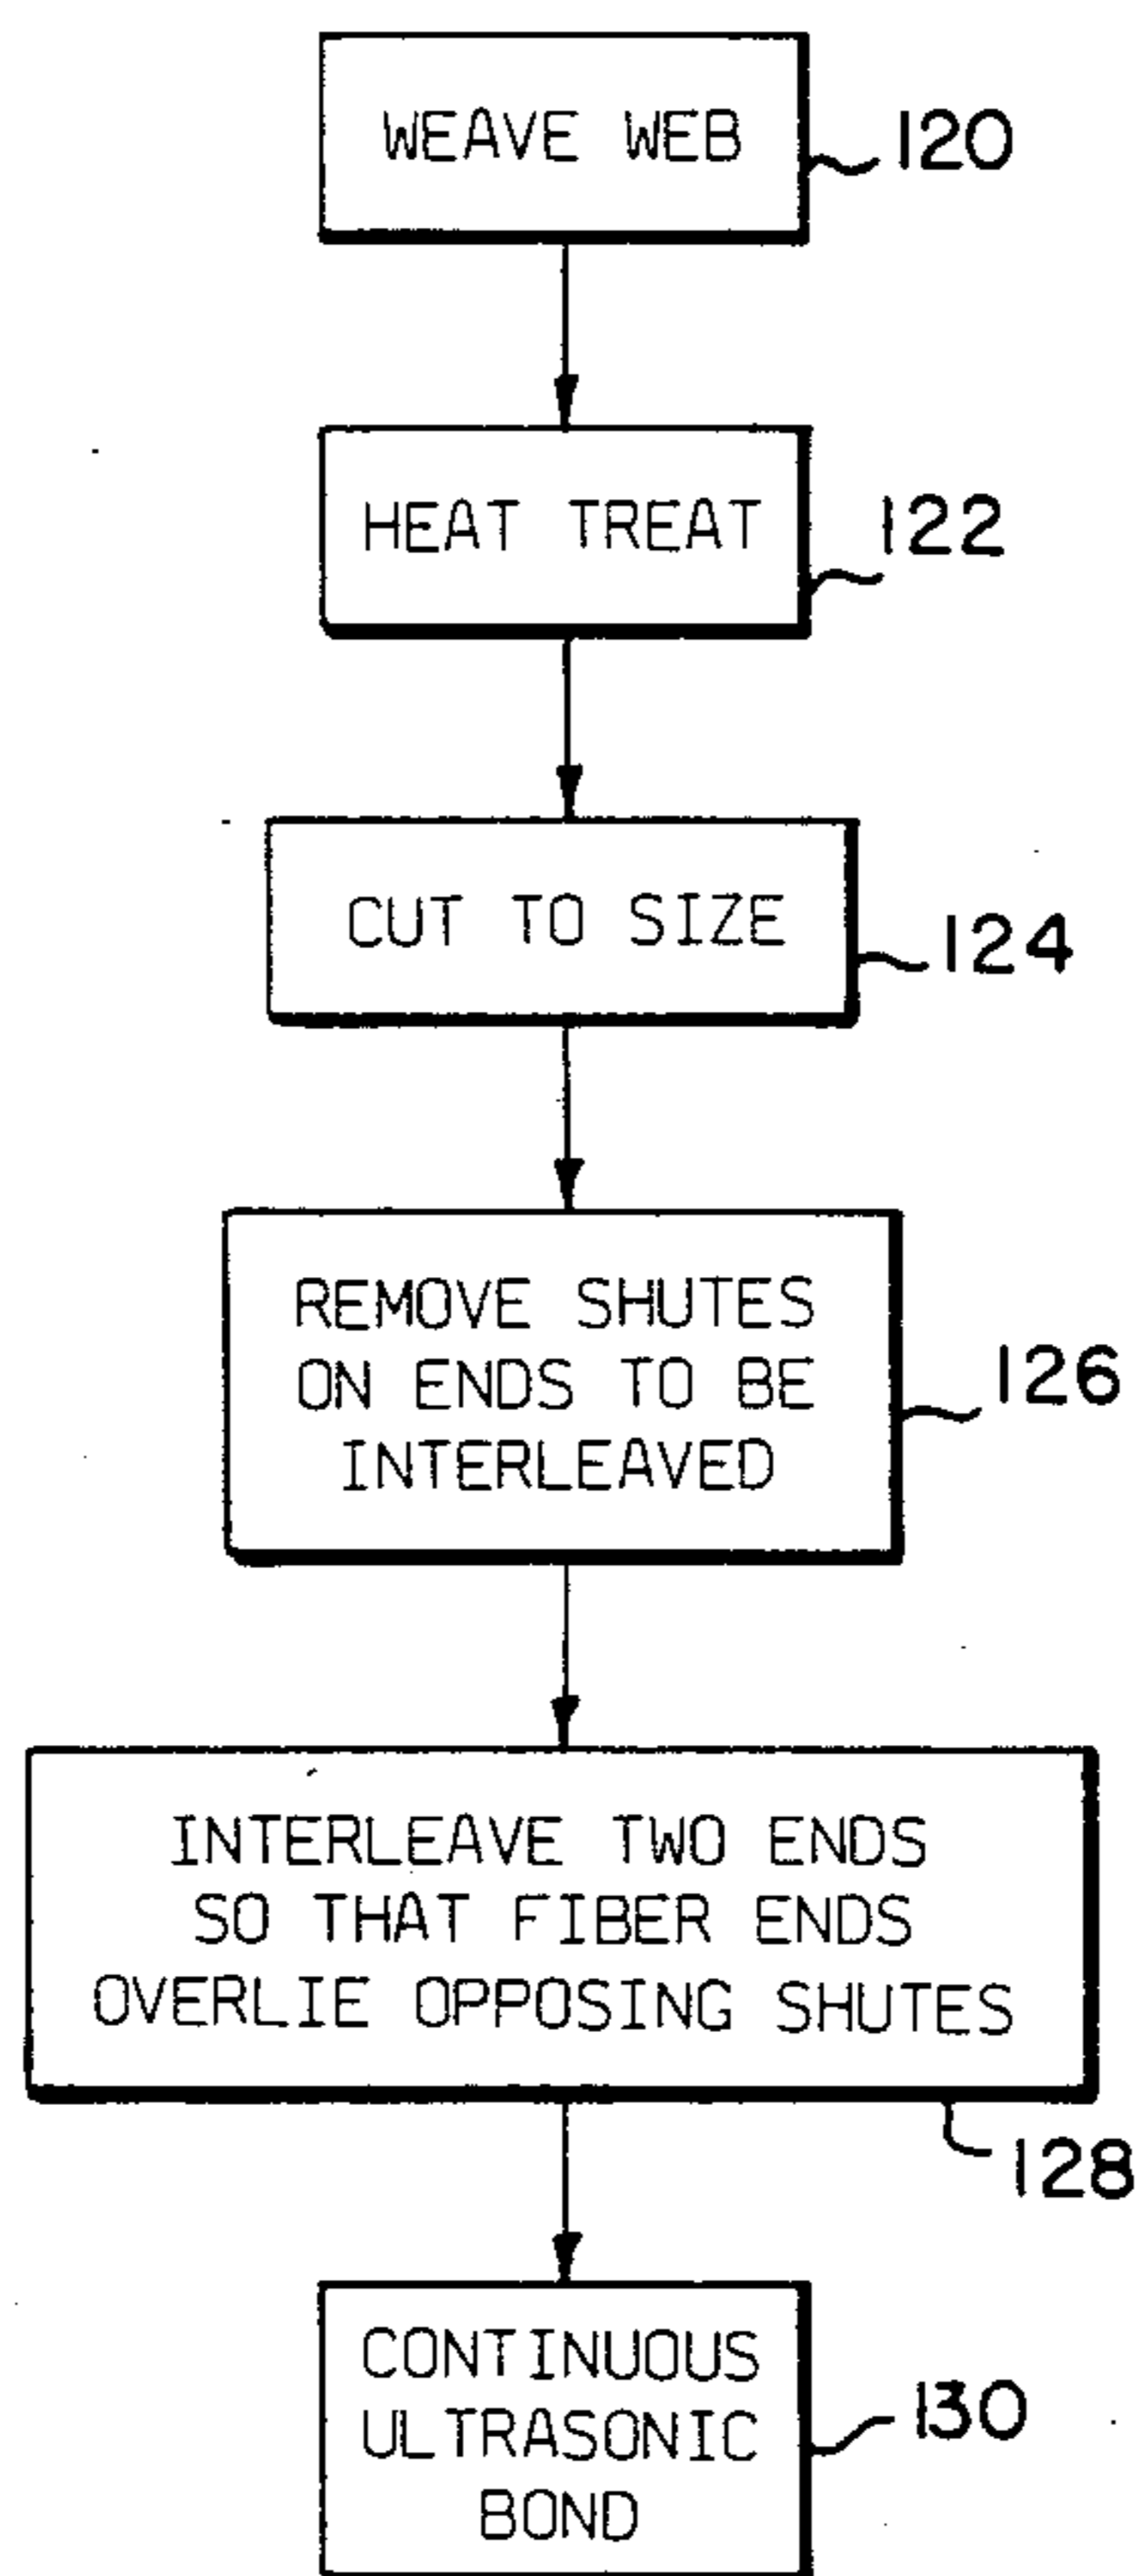 WEAVE WEB
120
HEAT TREAT
122
CUT TO SIZE
124
REMOVE SHUTES
ON ENDS TO BE
INTERLEAVED
126
INTERLEAVE TWO ENDS
SO THAT FIBER ENDS
OVERLIE OPPOSING SHUTES
128
CONTINUOUS
ULTRASONIC
BOND
130